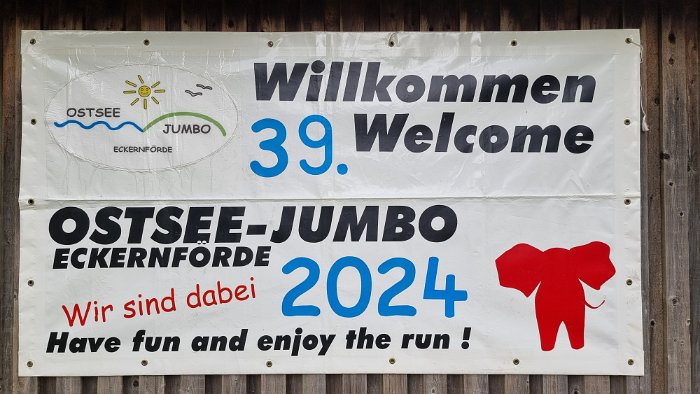 OSTSEE
JUMBO
ECKERNFÖRDE
Willkommen
39. Welcome
OSTSEE-JUMBO
ECKERNFÖRDE
Wir sind dabei 2024
Have fun and enjoy the run !